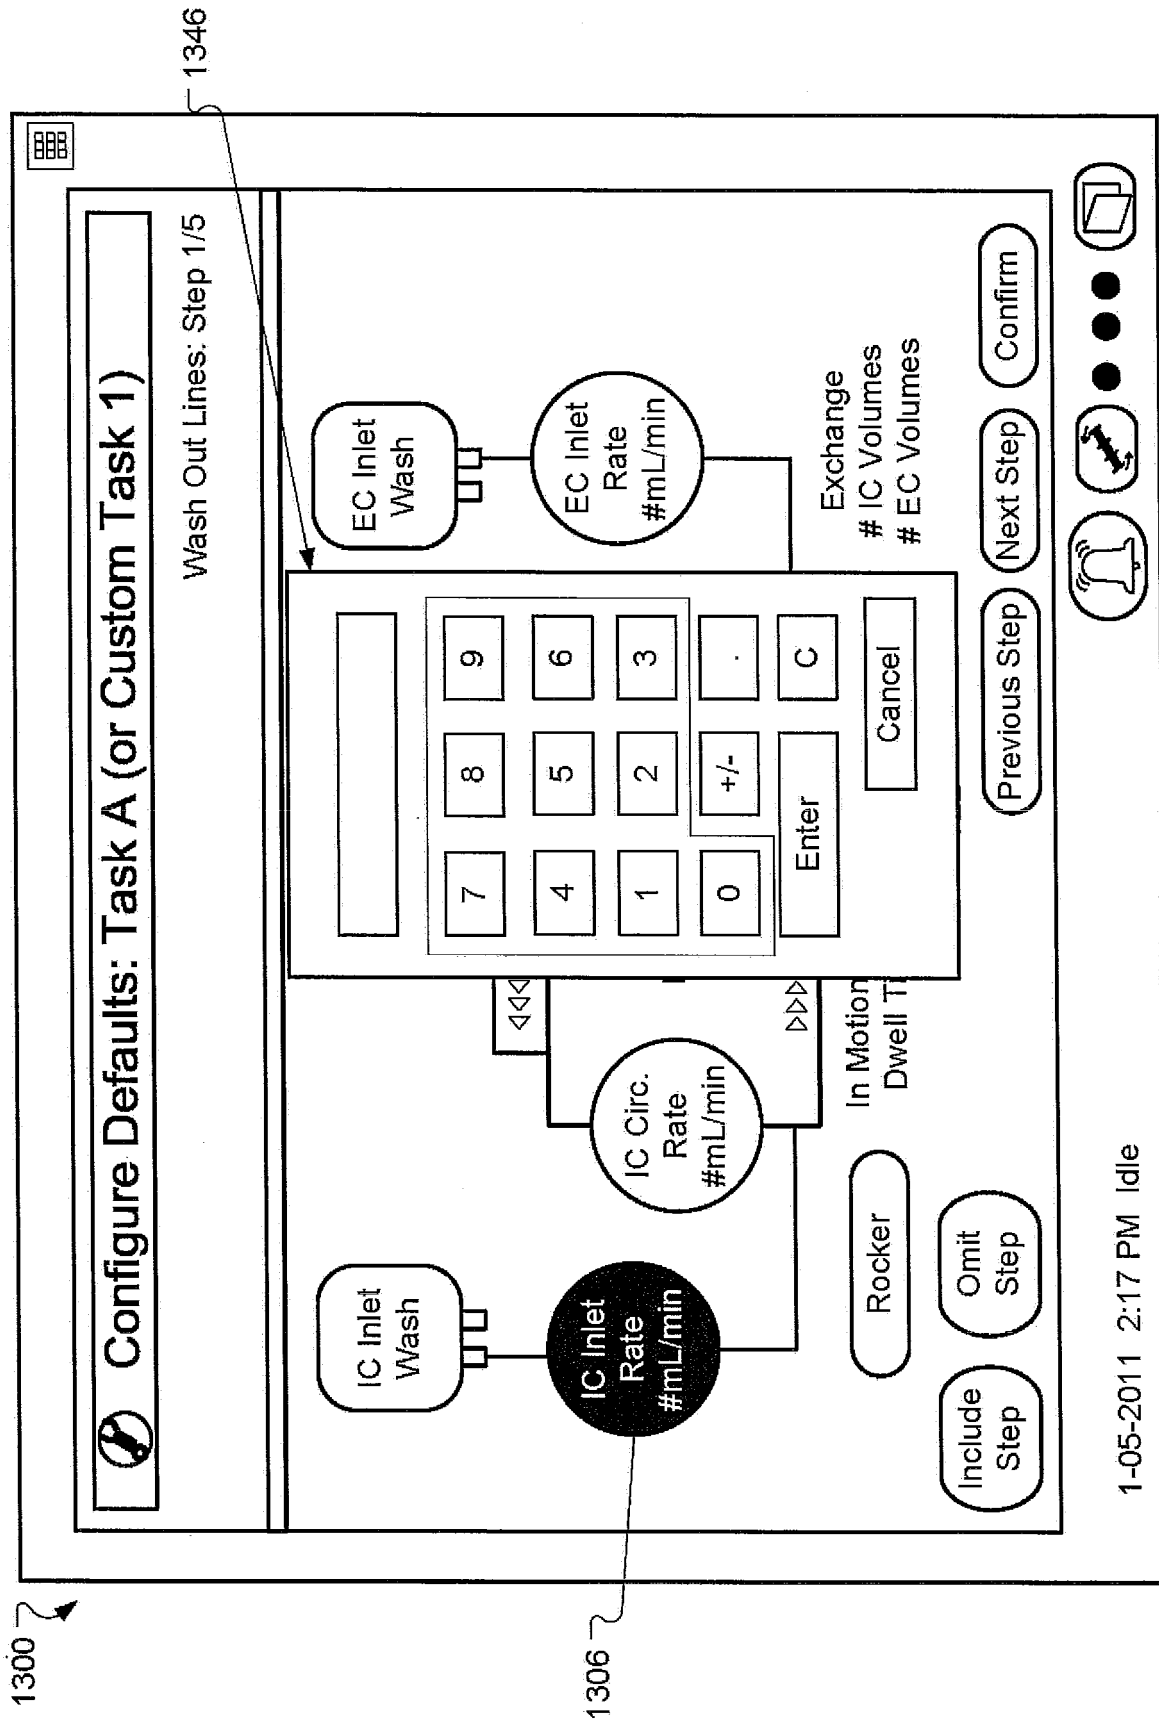 1300
1346
Configure Defaults: Task A (or Custom Task 1)
Wash Out Lines: Step 1/5
IC Inlet
Wash
EC Inlet
Wash
1306
IC Inlet
Rate
#mL/min
IC Circ.
Rate
#mL/min
EC Inlet
Rate
#mL/min
7
8
9
4
5
6
1
2
3
0
+/-
.
Enter
C
Cancel
In Motion
Dwell T
Exchange
# IC Volumes
# EC Volumes
Rocker
Include
Step
Omit
Step
Previous Step
Next Step
Confirm
1-05-2011 2:17 PM Idle